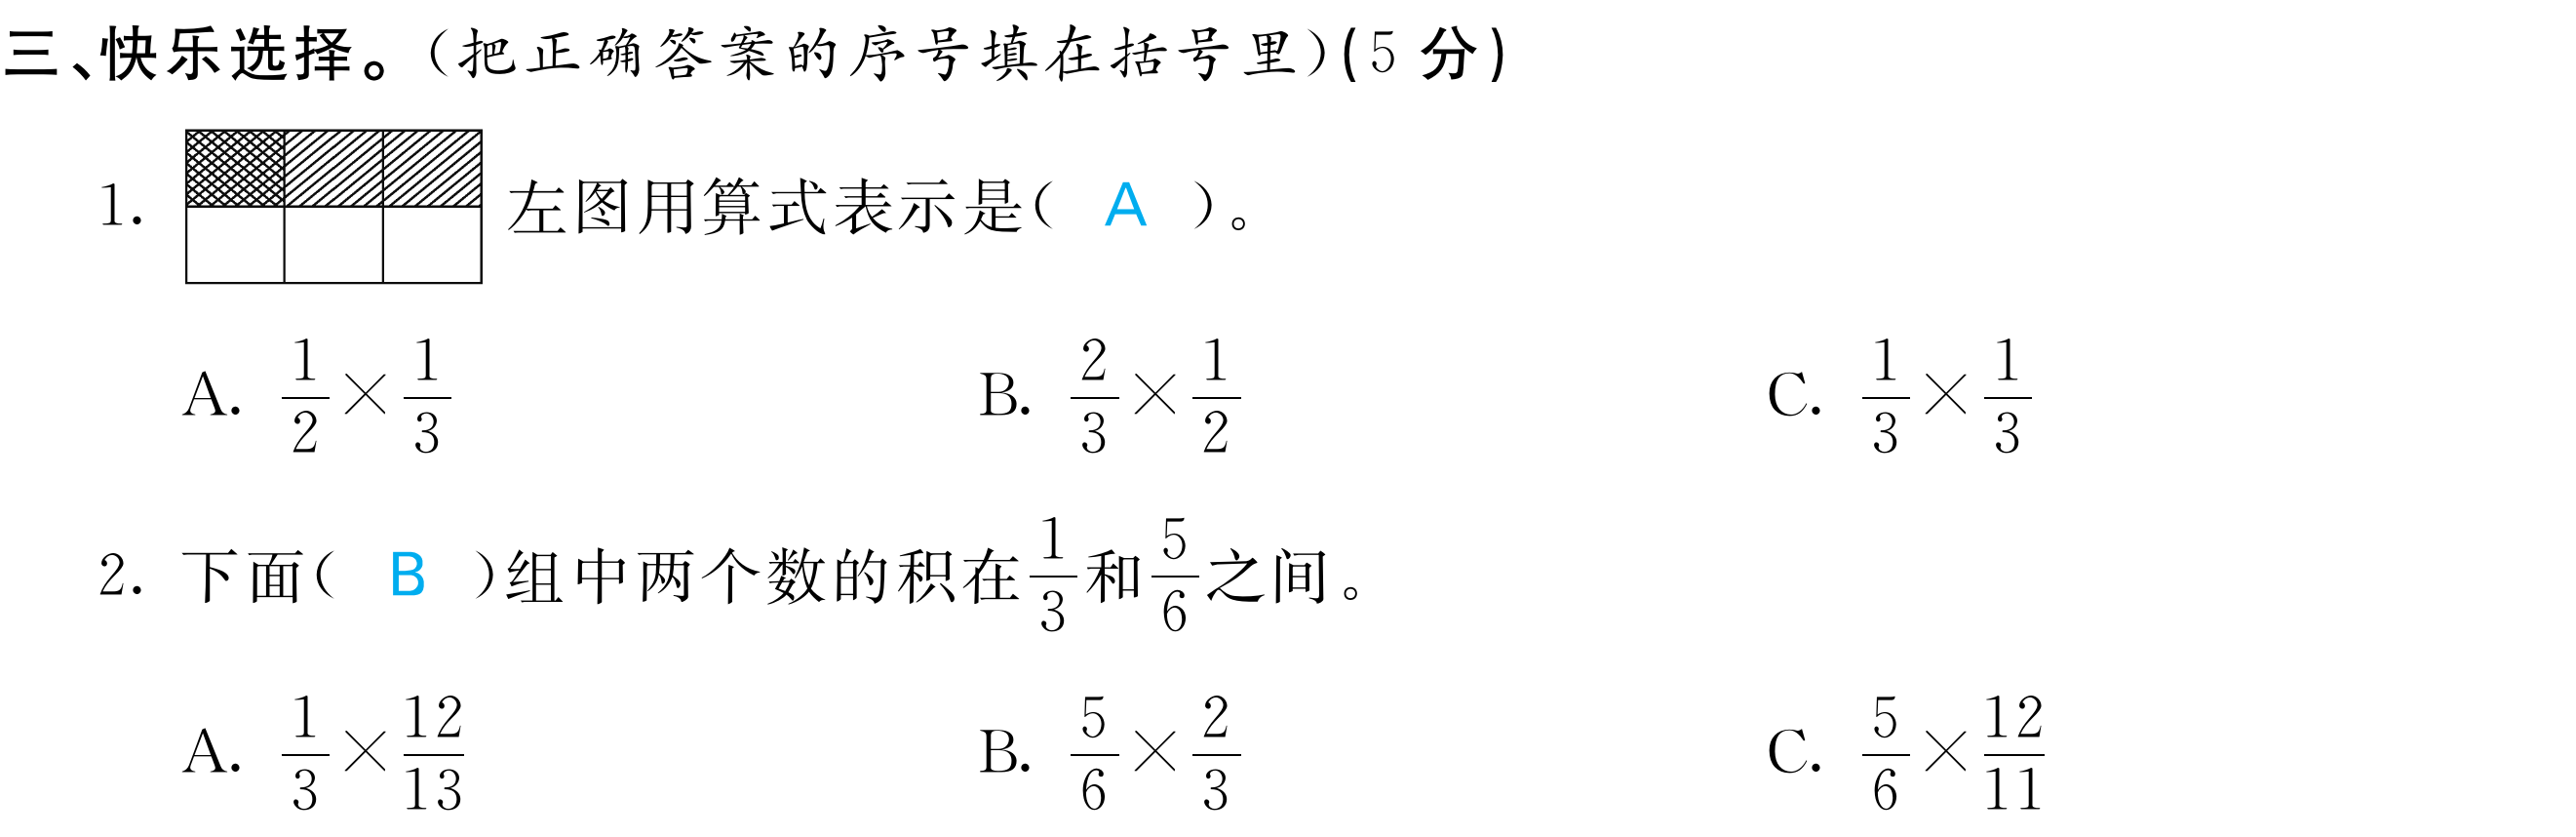 三、快乐选择。(把正确答案的序号填在括号里)(5 分)
1. 左图用算式表示是( A )。
A. 1/2×1/3 B. 2/3×1/2 C. 1/3×1/3
2. 下面( B )组中两个数的积在1/3和5/6之间。
A. 1/3×12/13 B. 5/6×2/3 C. 5/6×12/11